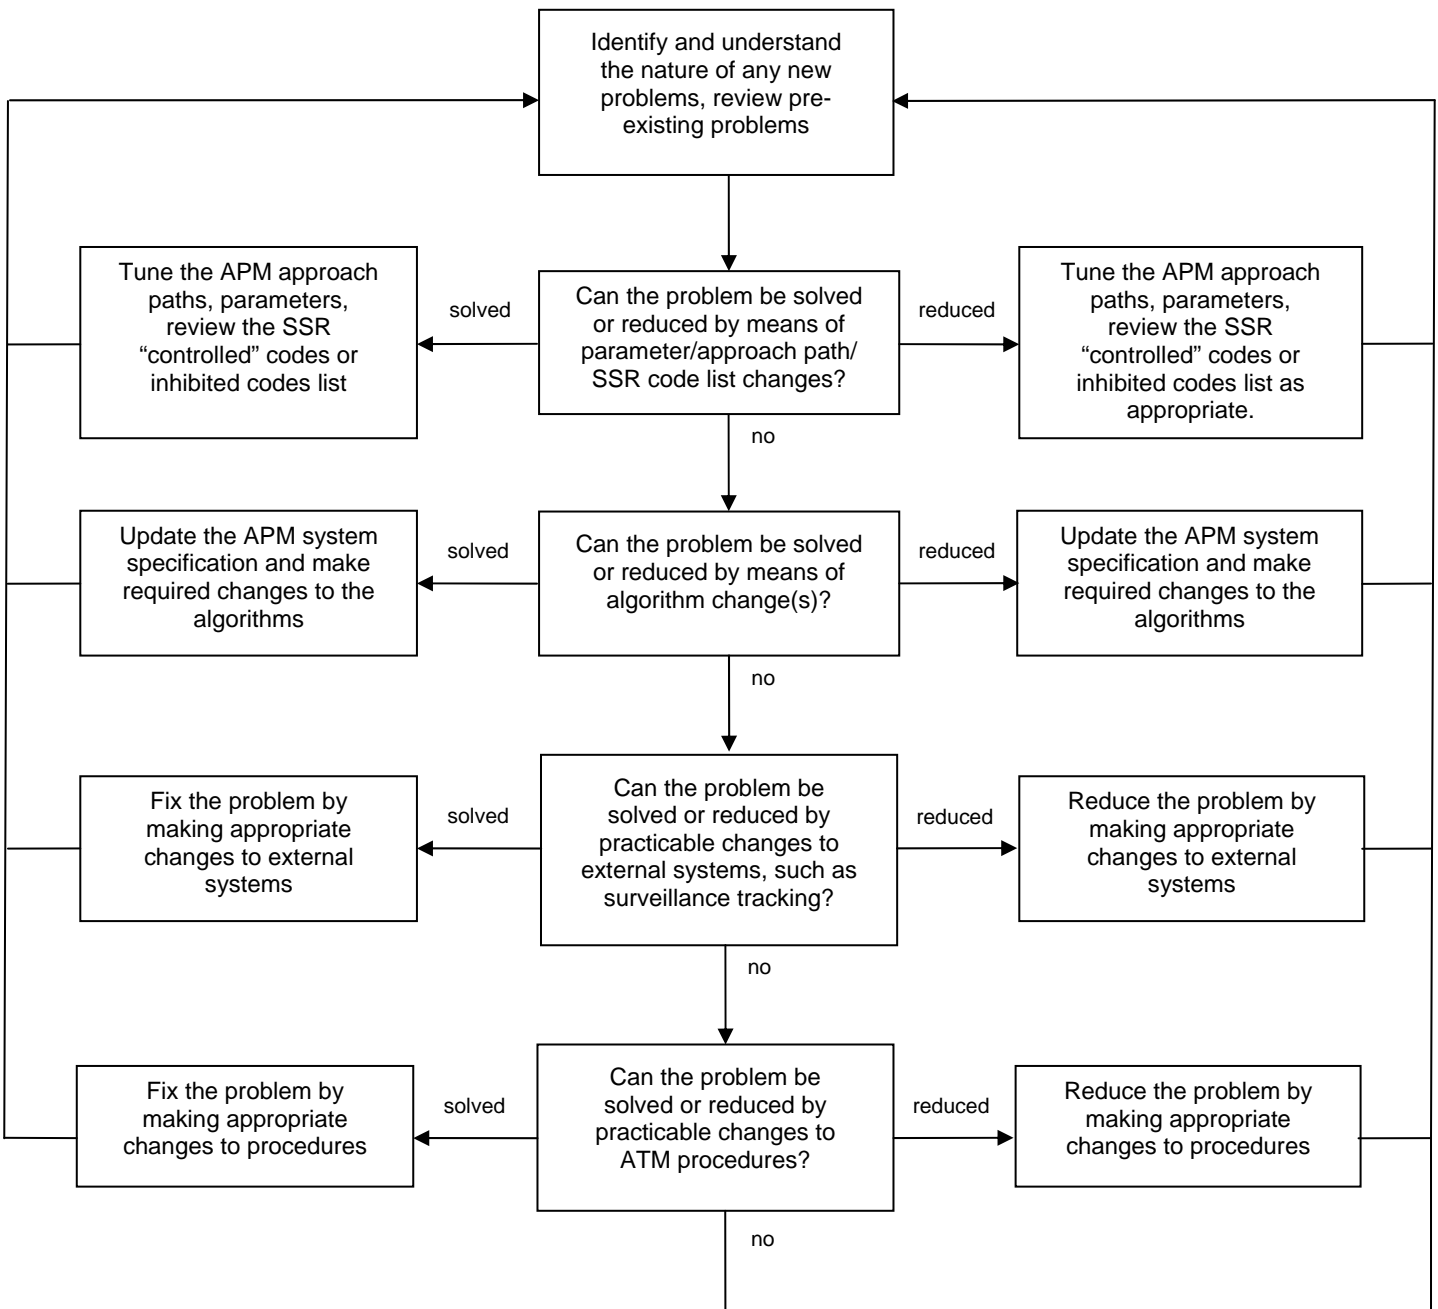 Identify and understand
the nature of any new
problems, review pre-
existing problems
Tune the APM approach
paths, parameters,
review the SSR
“controlled” codes or
inhibited codes list
solved
Can the problem be solved
or reduced by means of
parameter/approach path/
SSR code list changes?
reduced
Tune the APM approach
paths, parameters,
review the SSR
“controlled” codes or
inhibited codes list as
appropriate.
no
Update the APM system
specification and make
required changes to the
algorithms
solved
Can the problem be solved
or reduced by means of
algorithm change(s)?
reduced
Update the APM system
specification and make
required changes to the
algorithms
no
Fix the problem by
making appropriate
changes to external
systems
solved
Can the problem be
solved or reduced by
practicable changes to
external systems, such as
surveillance tracking?
reduced
Reduce the problem by
making appropriate
changes to external
systems
no
Fix the problem by
making appropriate
changes to procedures
solved
Can the problem be
solved or reduced by
practicable changes to
ATM procedures?
reduced
Reduce the problem by
making appropriate
changes to procedures
no